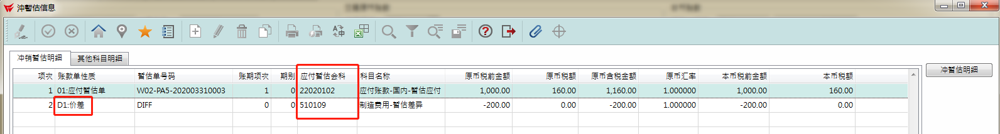 冲暂估信息
冲销暂估明细 其他科目明细
冲暂估明细
项次 账款单性质 暂估单号码 账期项次 期别 应付暂估会科 科目名称 原币税前金额 原币税额 原币含税金额 原币汇率 本币税前金额 本币税额
1 01:应付暂估单 W02-PA5-202003310003 1 0 22020102 应付账款-国内-暂估应付 1,000.00 160.00 1,160.00 1.000000 1,000.00 160.00
2 D1:价差 DIFF 0 0 510109 制造费用-暂估差异 -200.00 0.00 -200.00 1.000000 -200.00 0.00